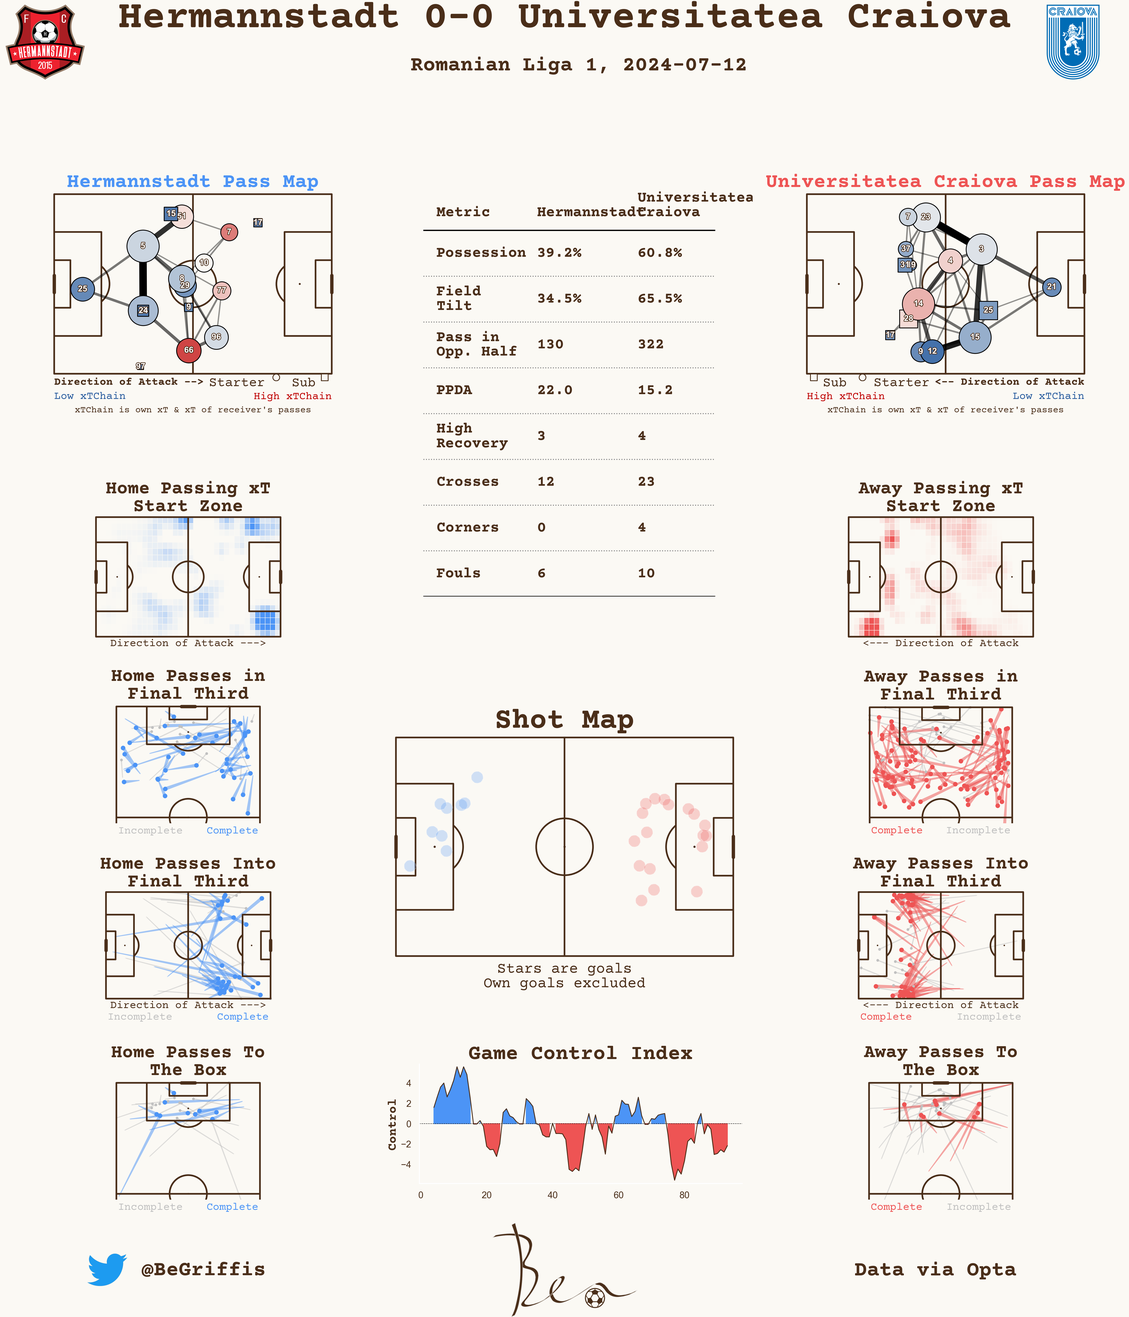 Hermannstadt 0-0 Universitatea Craiova
Romanian Liga 1, 2024-07-12
F C
HERMANNSTADT
2015
CRAIOVA
Hermannstadt Pass Map
15 51 17
7
5
10
8
29
25 77
24 9
96
66
97
Direction of Attack --> Starter Sub
Low xTChain High xTChain
xTChain is own xT & xT of receiver's passes
Metric Hermannstadt Universitatea Craiova
Possession 39.2% 60.8%
Field Tilt 34.5% 65.5%
Pass in Opp. Half 130 322
PPDA 22.0 15.2
High Recovery 3 4
Crosses 12 23
Corners 0 4
Fouls 6 10
Universitatea Craiova Pass Map
7 23
37 3
4
21
14 25
28
17 15
9 12
Sub Starter <-- Direction of Attack
High xTChain Low xTChain
xTChain is own xT & xT of receiver's passes
Home Passing xT
Start Zone
Direction of Attack --->
Away Passing xT
Start Zone
<--- Direction of Attack
Home Passes in
Final Third
Incomplete Complete
Shot Map
Stars are goals
Own goals excluded
Away Passes in
Final Third
Complete Incomplete
Home Passes Into
Final Third
Direction of Attack --->
Incomplete Complete
Away Passes Into
Final Third
<--- Direction of Attack
Complete Incomplete
Home Passes To
The Box
Incomplete Complete
Game Control Index
Control
4
2
0
−2
−4
0 20 40 60 80
Away Passes To
The Box
Complete Incomplete
@BeGriffis
Bea
Data via Opta